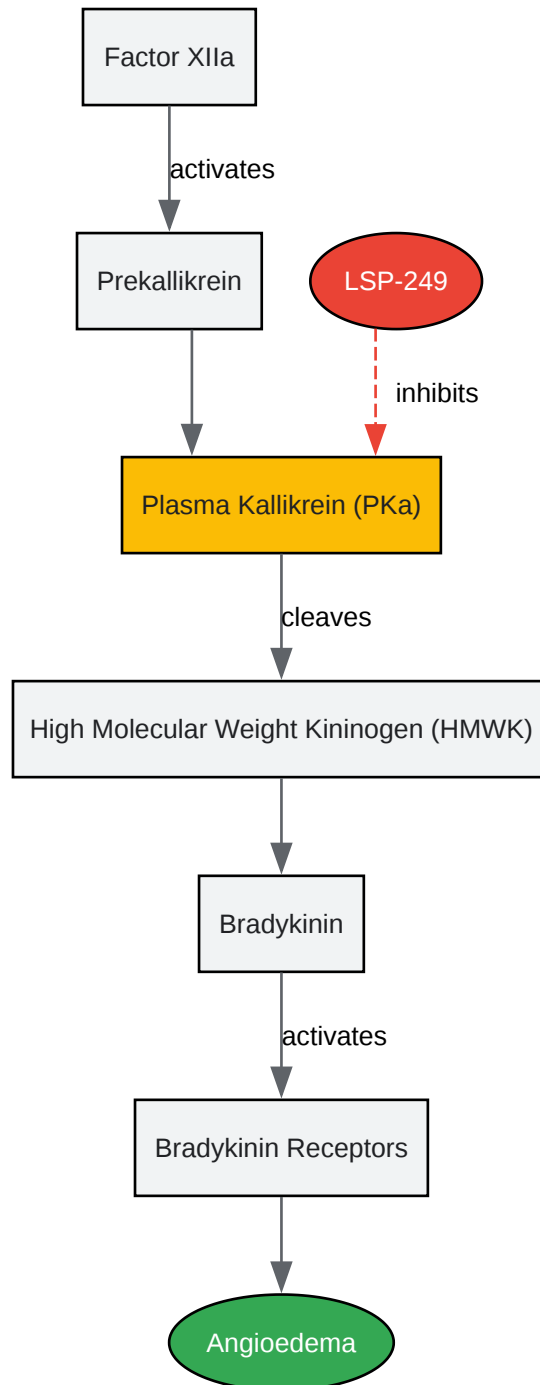 Factor XIIa
activates
Prekallikrein
LSP-249
inhibits
Plasma Kallikrein (PKa)
cleaves
High Molecular Weight Kininogen (HMWK)
Bradykinin
activates
Bradykinin Receptors
Angioedema